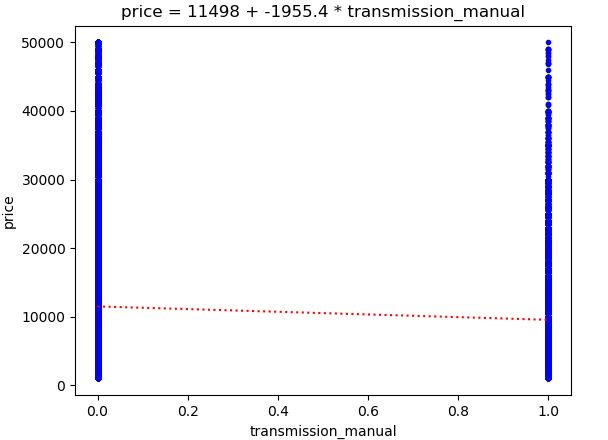 price = 11498 + -1955.4 * transmission_manual
50000
40000
30000
20000
10000
0
price
0.0 0.2 0.4 0.6 0.8 1.0
transmission_manual